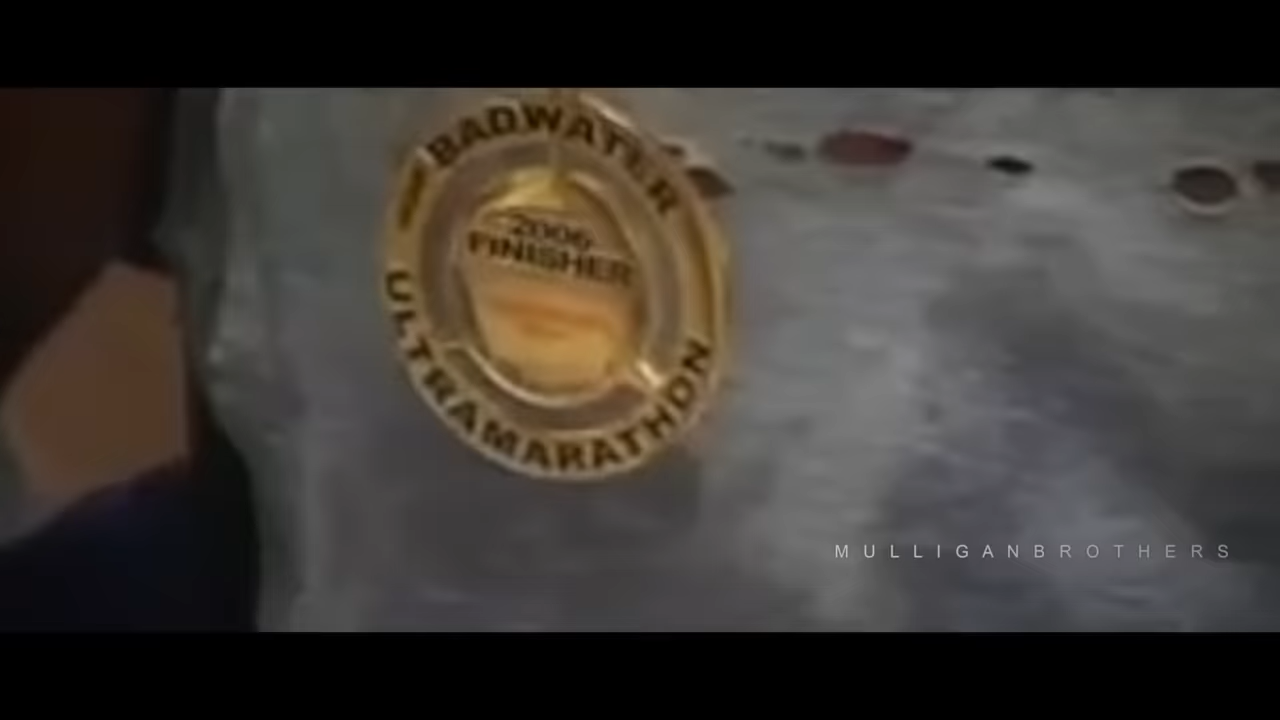 BADWATER
2006
FINISHER
ULTRAMARATHON
MULLIGANBROTHERS